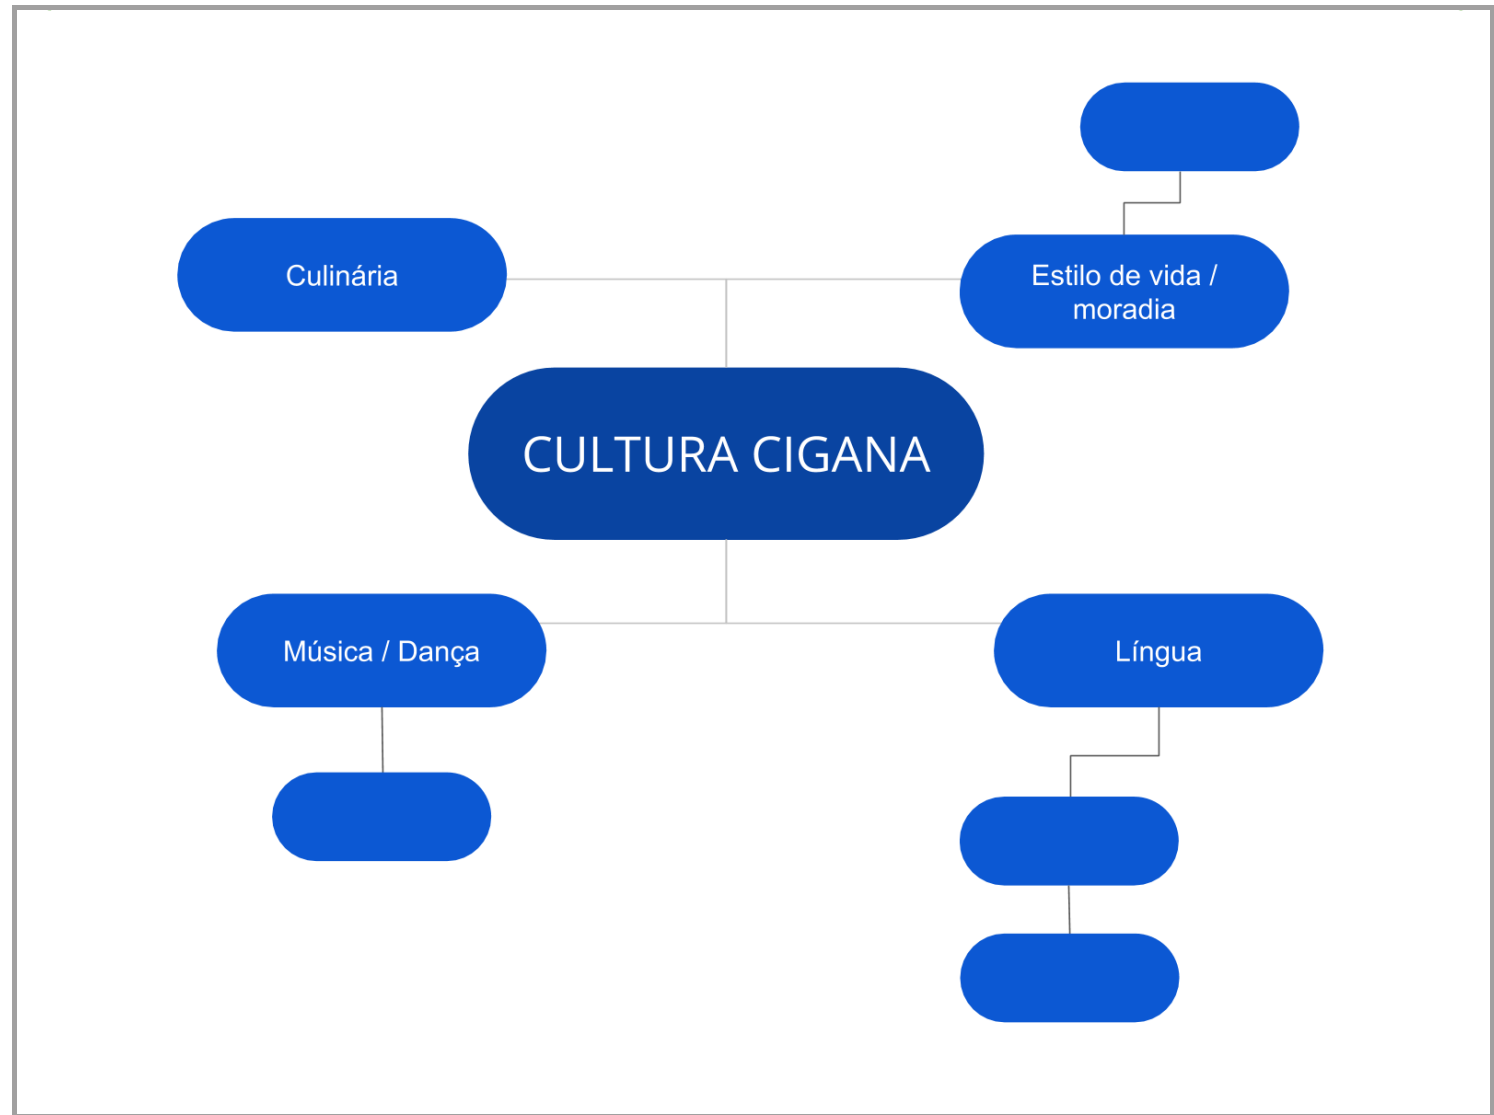 Culinária
Estilo de vida /
moradia
CULTURA CIGANA
Música / Dança
Língua